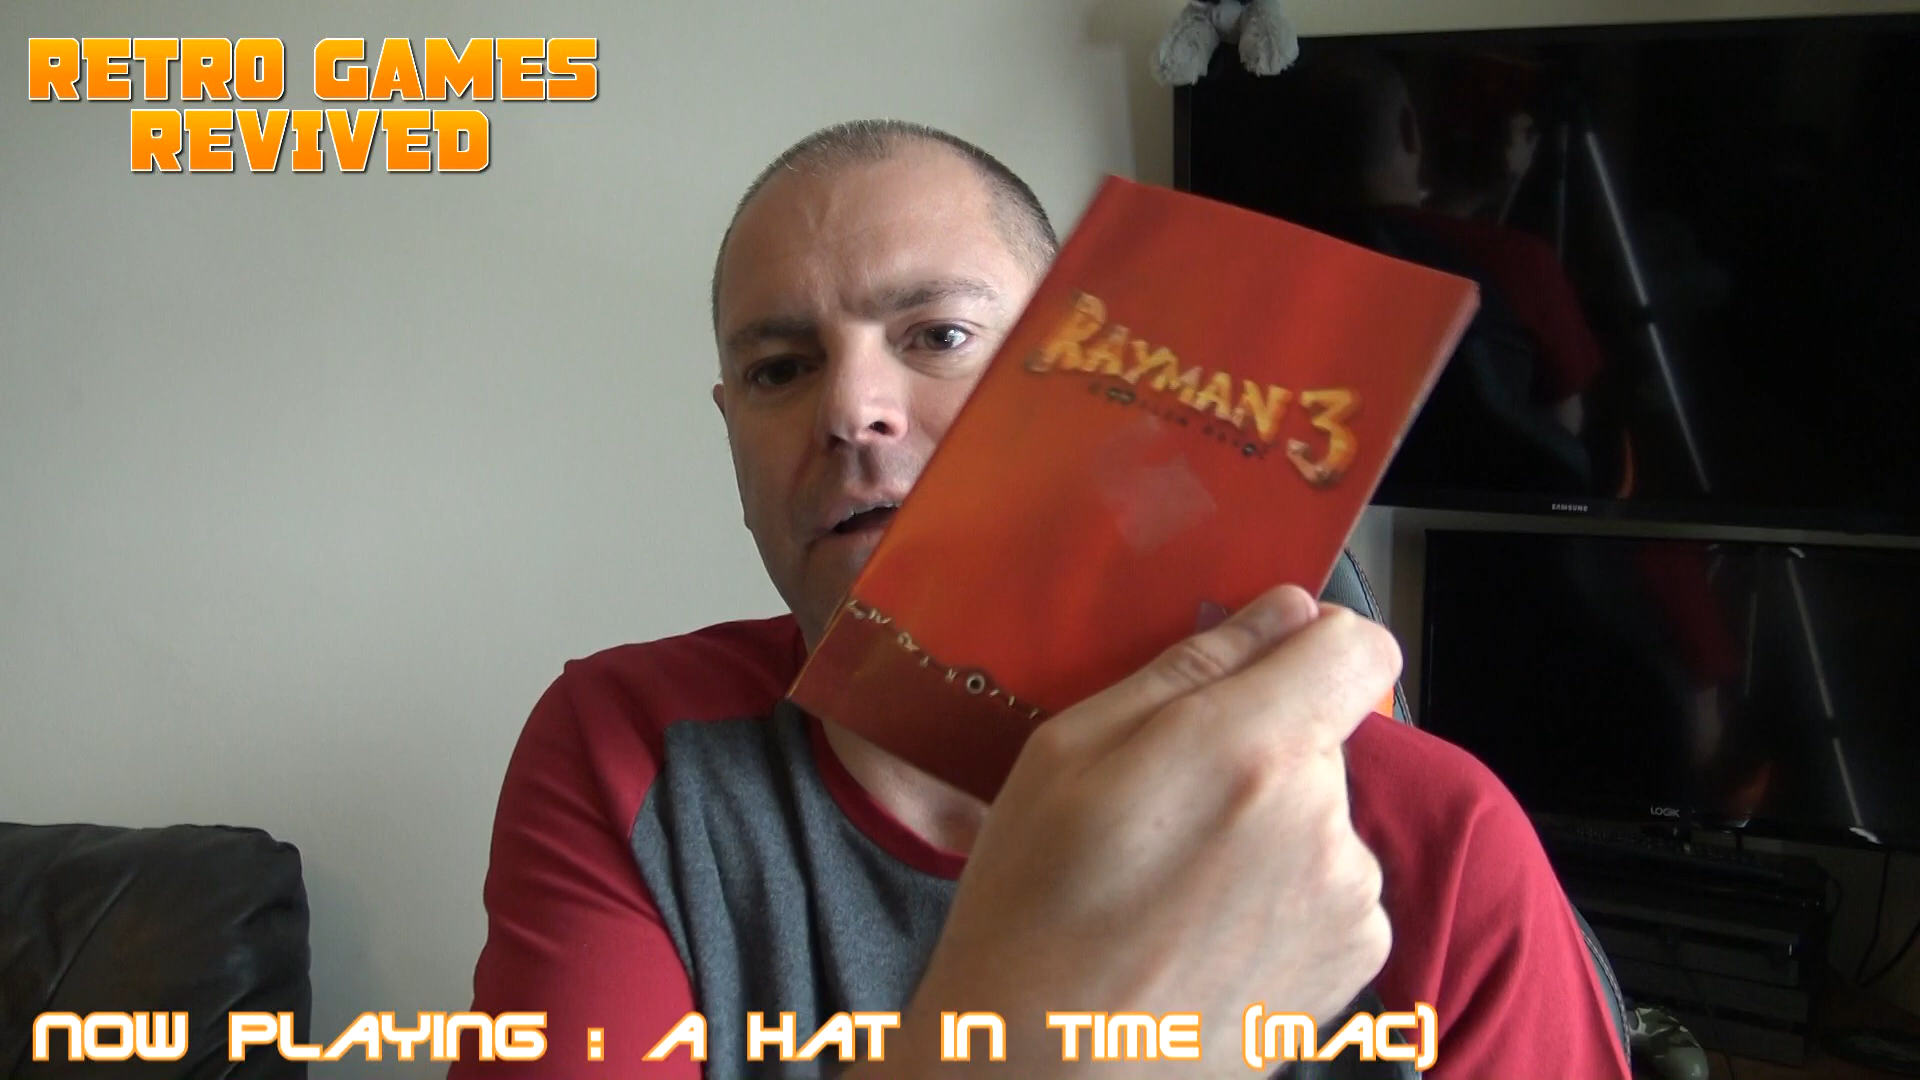 RETRO GAMES
REVIVED
RAYMAN 3
SAMSUNG
LOGIK
NOW PLAYING : A HAT IN TIME (MAC)